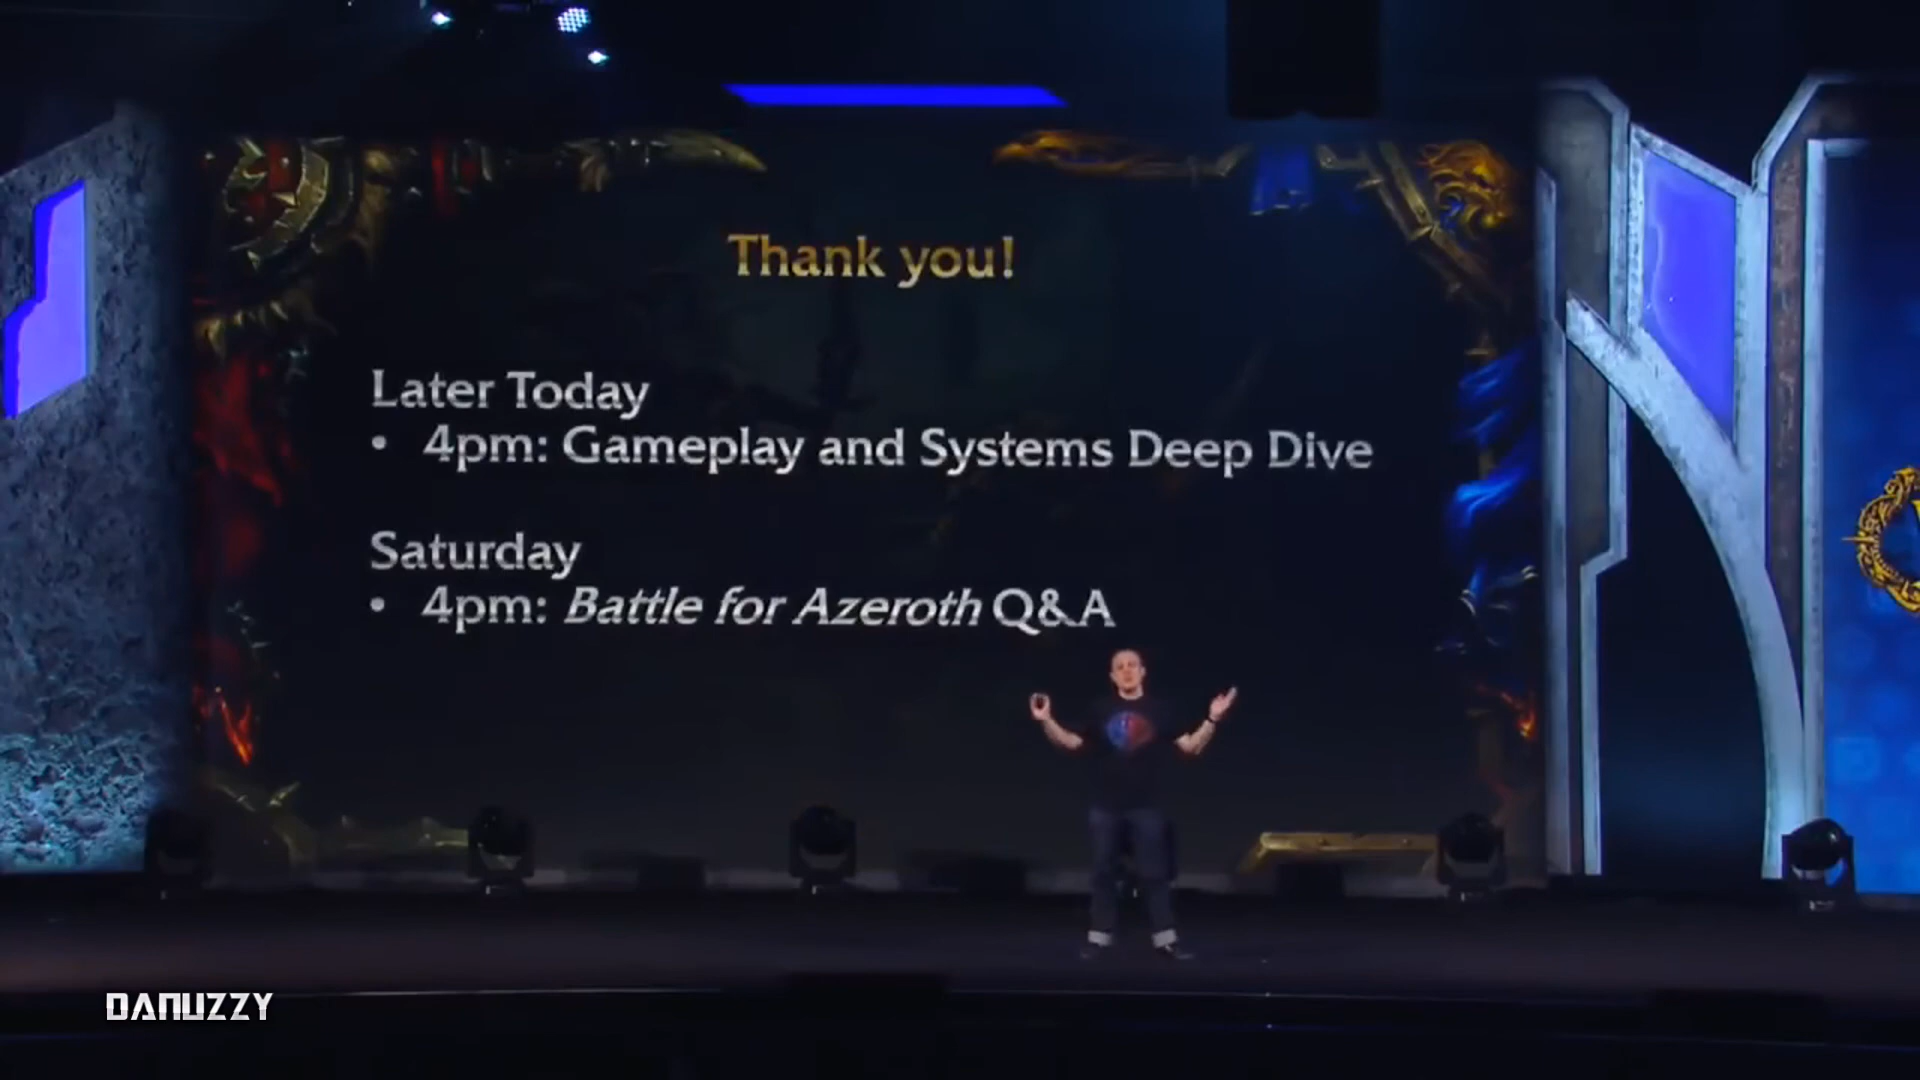 Thank you!
Later Today
• 4pm: Gameplay and Systems Deep Dive
Saturday
• 4pm: Battle for Azeroth Q&A
DANUZZY